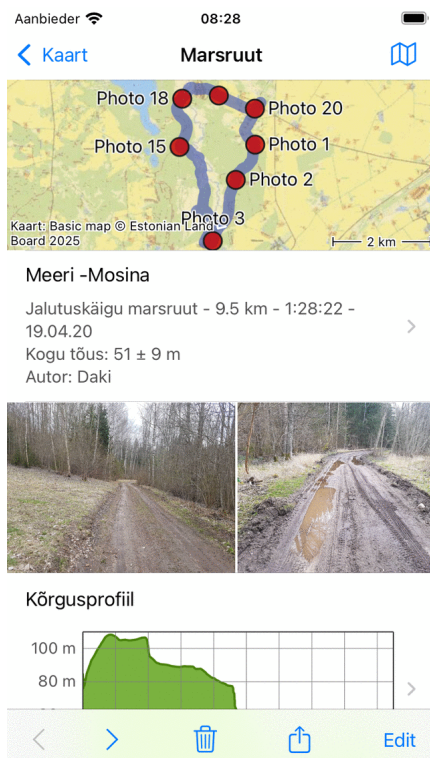 Aanbieder 08:28
Kaart Marsruut
Photo 18
Photo 20
Photo 15
Photo 1
Photo 2
Photo 3
Kaart: Basic map © Estonian Land
Board 2025
2 km
Meeri -Mosina
Jalutuskäigu marsruut - 9.5 km - 1:28:22 -
19.04.20
Kogu tõus: 51 ± 9 m
Autor: Daki
Kõrgusprofiil
100 m
80 m
Edit